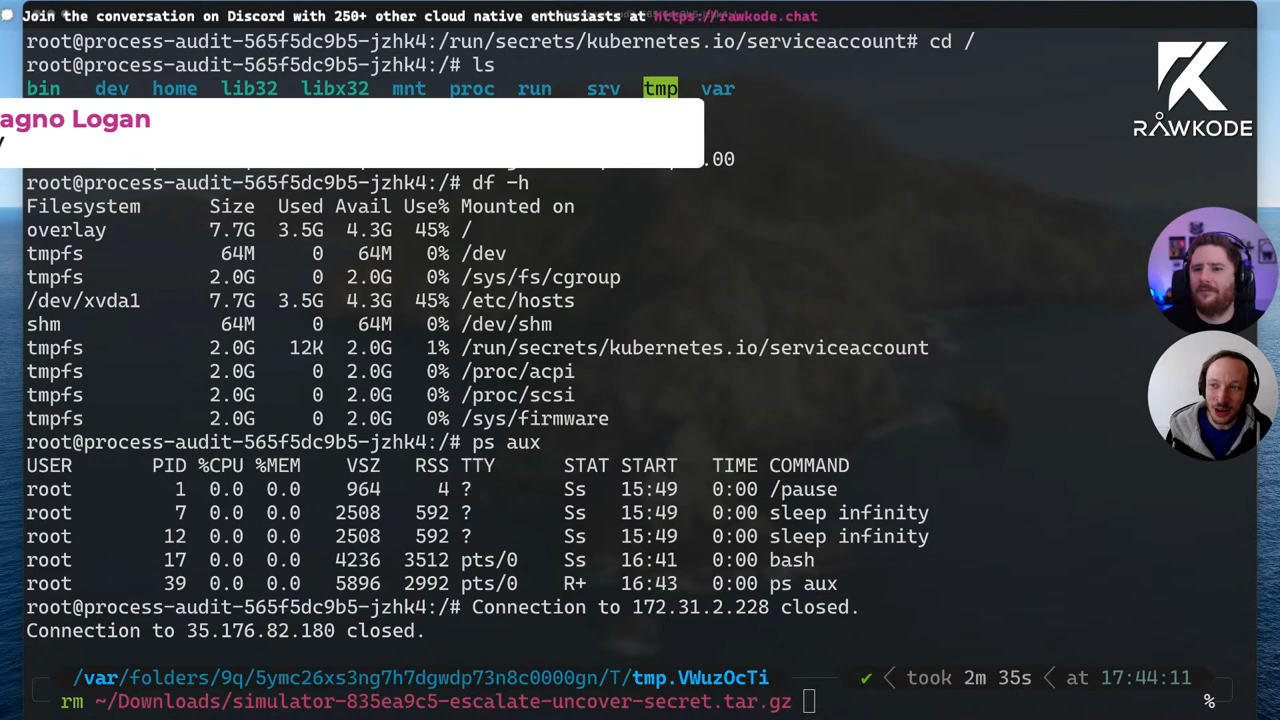 Join the conversation on Discord with 250+ other cloud native enthusiasts at https://rawkode.chat
root@process-audit-565f5dc9b5-jzhk4:/run/secrets/kubernetes.io/serviceaccount# cd /
root@process-audit-565f5dc9b5-jzhk4:/# ls
bin dev home lib32 libx32 mnt proc run srv tmp var
agno Logan
.00
root@process-audit-565f5dc9b5-jzhk4:/# df -h
Filesystem Size Used Avail Use% Mounted on
overlay 7.7G 3.5G 4.3G 45% /
tmpfs 64M 0 64M 0% /dev
tmpfs 2.0G 0 2.0G 0% /sys/fs/cgroup
/dev/xvda1 7.7G 3.5G 4.3G 45% /etc/hosts
shm 64M 0 64M 0% /dev/shm
tmpfs 2.0G 12K 2.0G 1% /run/secrets/kubernetes.io/serviceaccount
tmpfs 2.0G 0 2.0G 0% /proc/acpi
tmpfs 2.0G 0 2.0G 0% /proc/scsi
tmpfs 2.0G 0 2.0G 0% /sys/firmware
root@process-audit-565f5dc9b5-jzhk4:/# ps aux
USER PID %CPU %MEM VSZ RSS TTY STAT START TIME COMMAND
root 1 0.0 0.0 964 4 ? Ss 15:49 0:00 /pause
root 7 0.0 0.0 2508 592 ? Ss 15:49 0:00 sleep infinity
root 12 0.0 0.0 2508 592 ? Ss 15:49 0:00 sleep infinity
root 17 0.0 0.0 4236 3512 pts/0 Ss 16:41 0:00 bash
root 39 0.0 0.0 5896 2992 pts/0 R+ 16:43 0:00 ps aux
root@process-audit-565f5dc9b5-jzhk4:/# Connection to 172.31.2.228 closed.
Connection to 35.176.82.180 closed.
/var/folders/9q/5ymc26xs3ng7h7dgwdp73n8c0000gn/T/tmp.VWuzOcTi ✔ took 2m 35s at 17:44:11
rm ~/Downloads/simulator-835ea9c5-escalate-uncover-secret.tar.gz %
RAWKODE